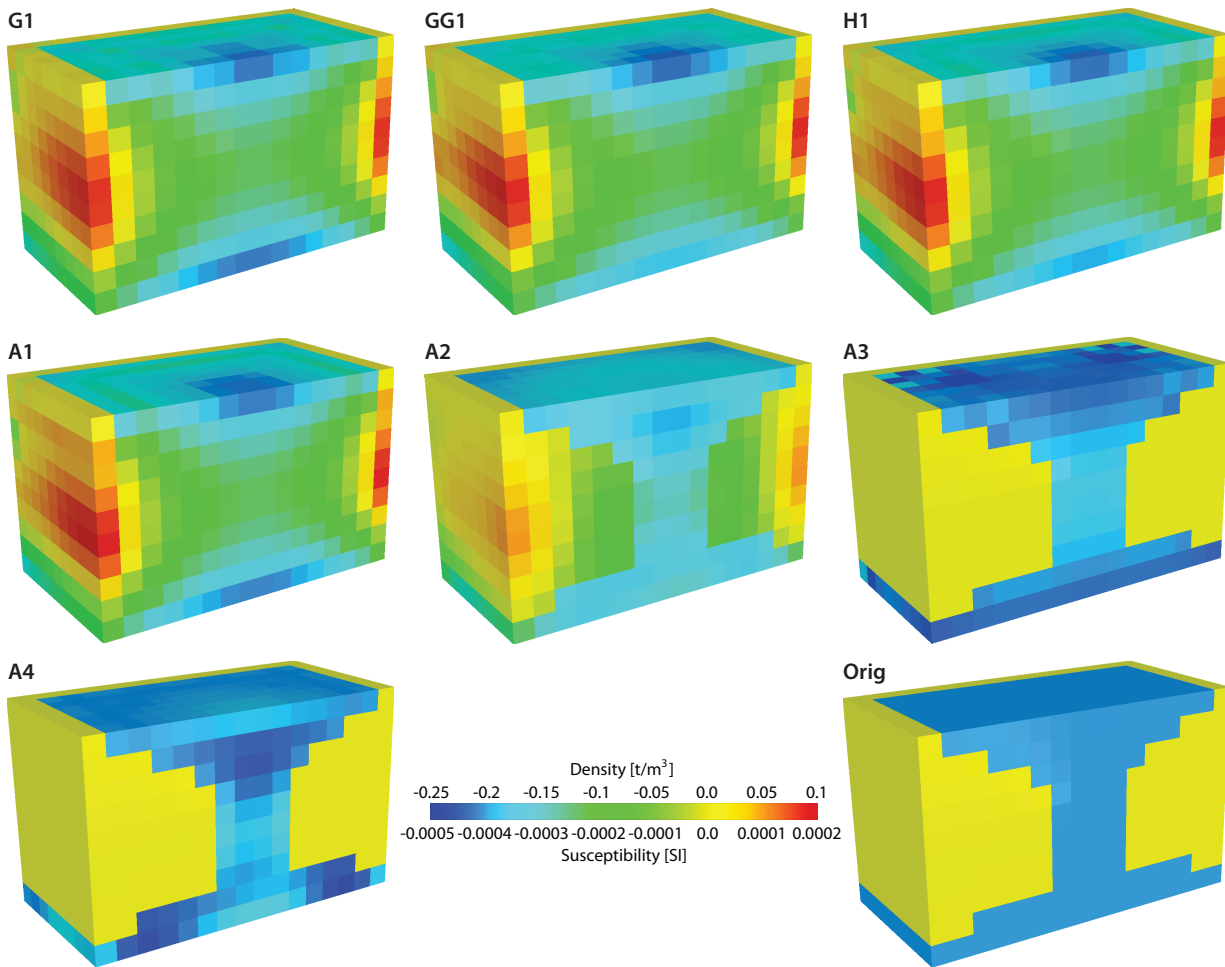 G1
GG1
H1
A1
A2
A3
A4
Orig
Density [t/m³]
-0.25 -0.2 -0.15 -0.1 -0.05 0.0 0.05 0.1
-0.0005 -0.0004 -0.0003 -0.0002 -0.0001 0.0 0.0001 0.0002
Susceptibility [SI]